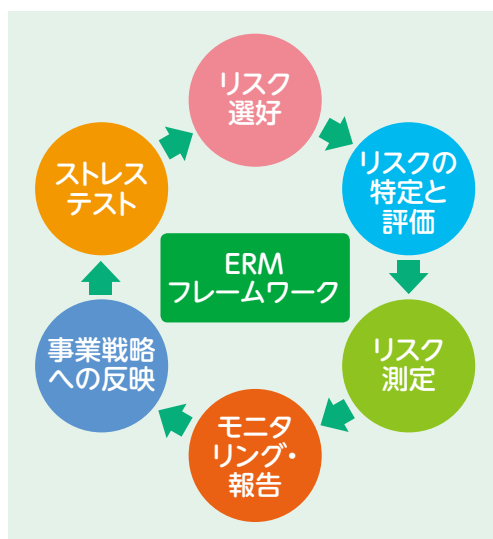 リスク
選好
リスクの
特定と
評価
リスク
測定
モニタ
リング・
報告
事業戦略
への反映
ストレス
テスト
ERM
フレームワーク